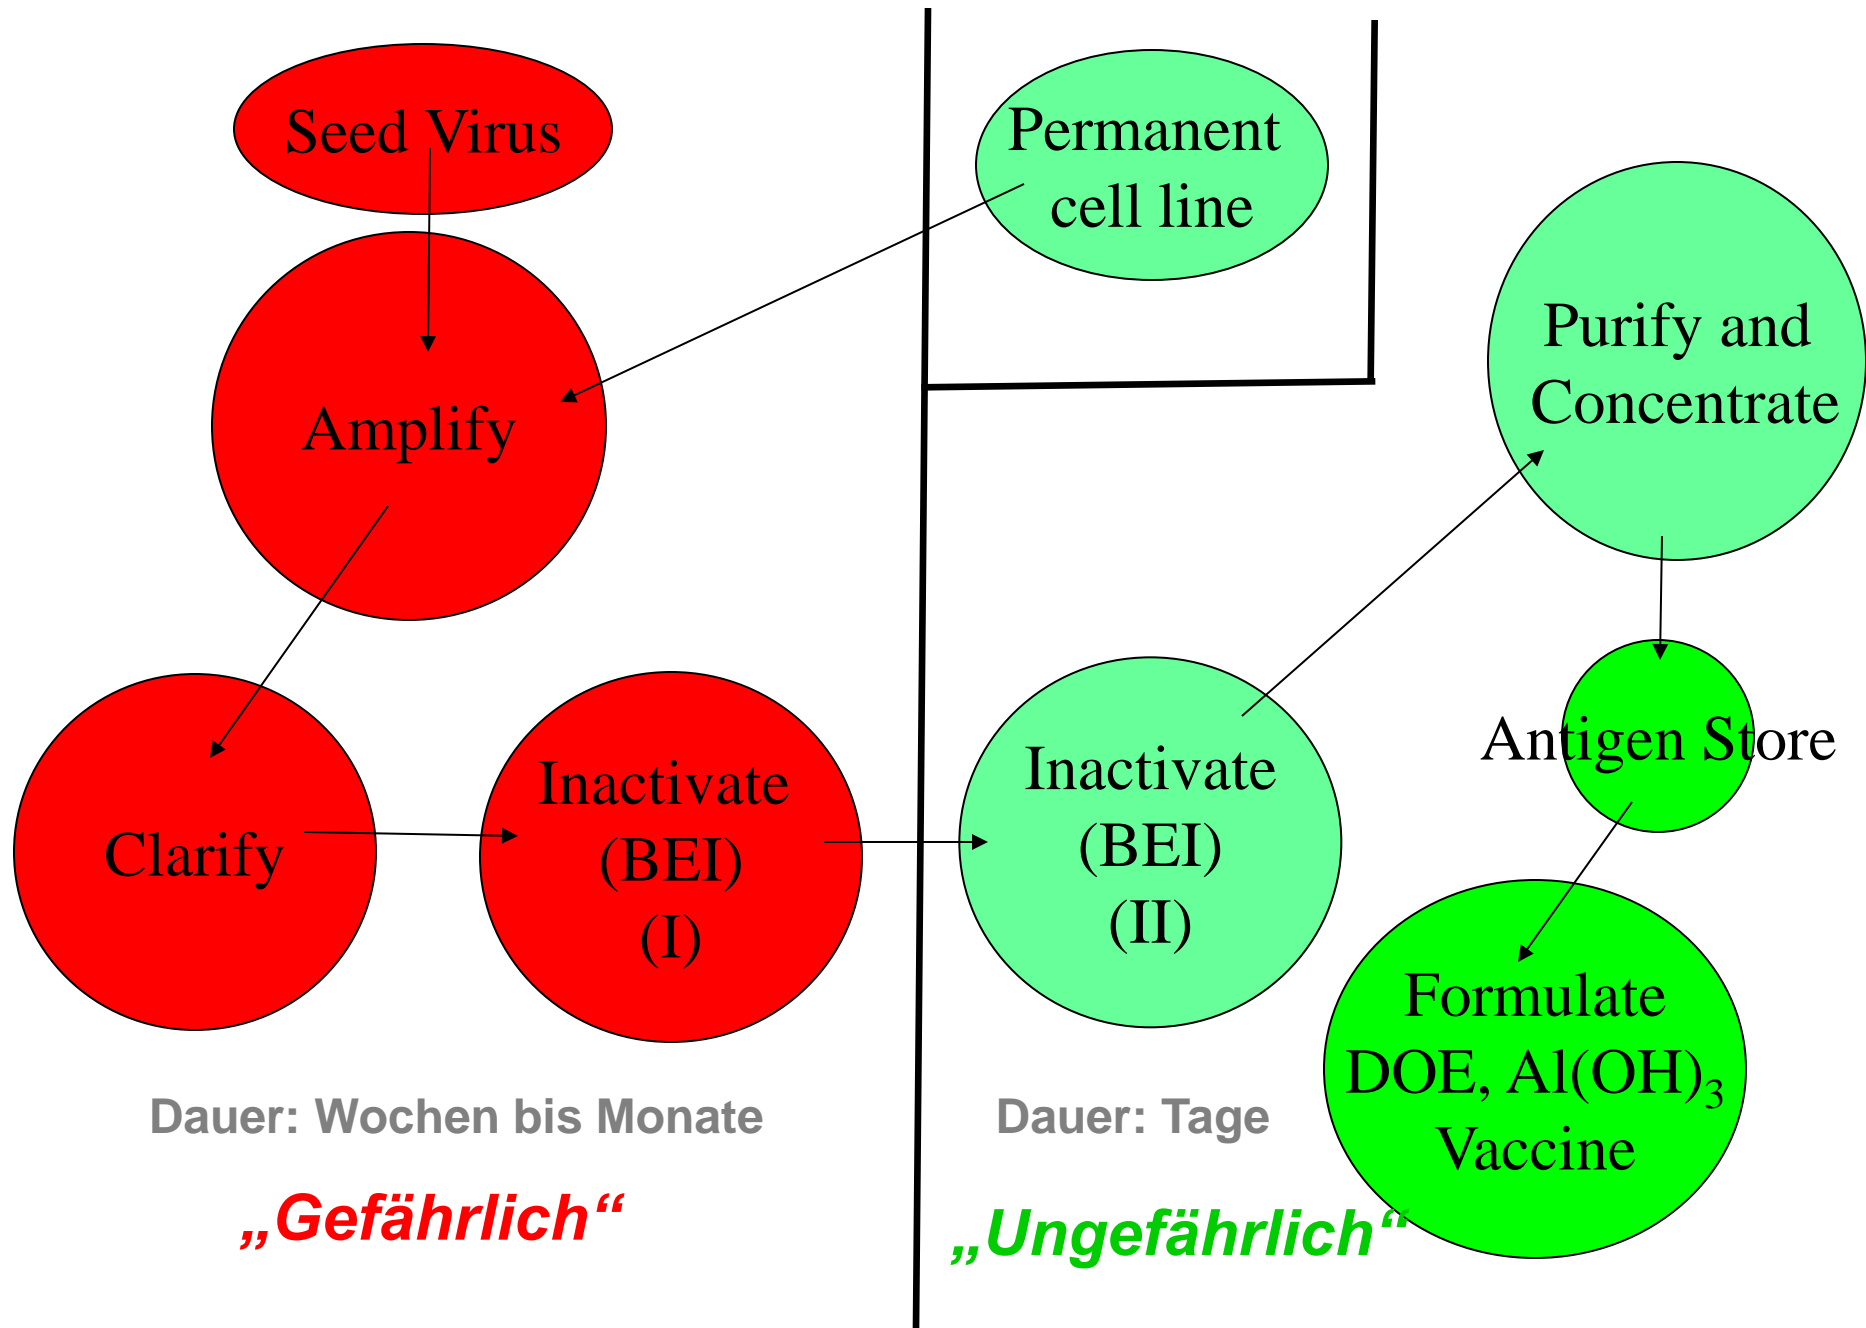 Seed Virus
Amplify
Clarify
Inactivate
(BEI)
(I)
Permanent
cell line
Inactivate
(BEI)
(II)
Purify and
Concentrate
Antigen Store
Formulate
DOE, Al(OH)₃
Vaccine
Dauer: Wochen bis Monate
„Gefährlich“
Dauer: Tage
„Ungefährlich“